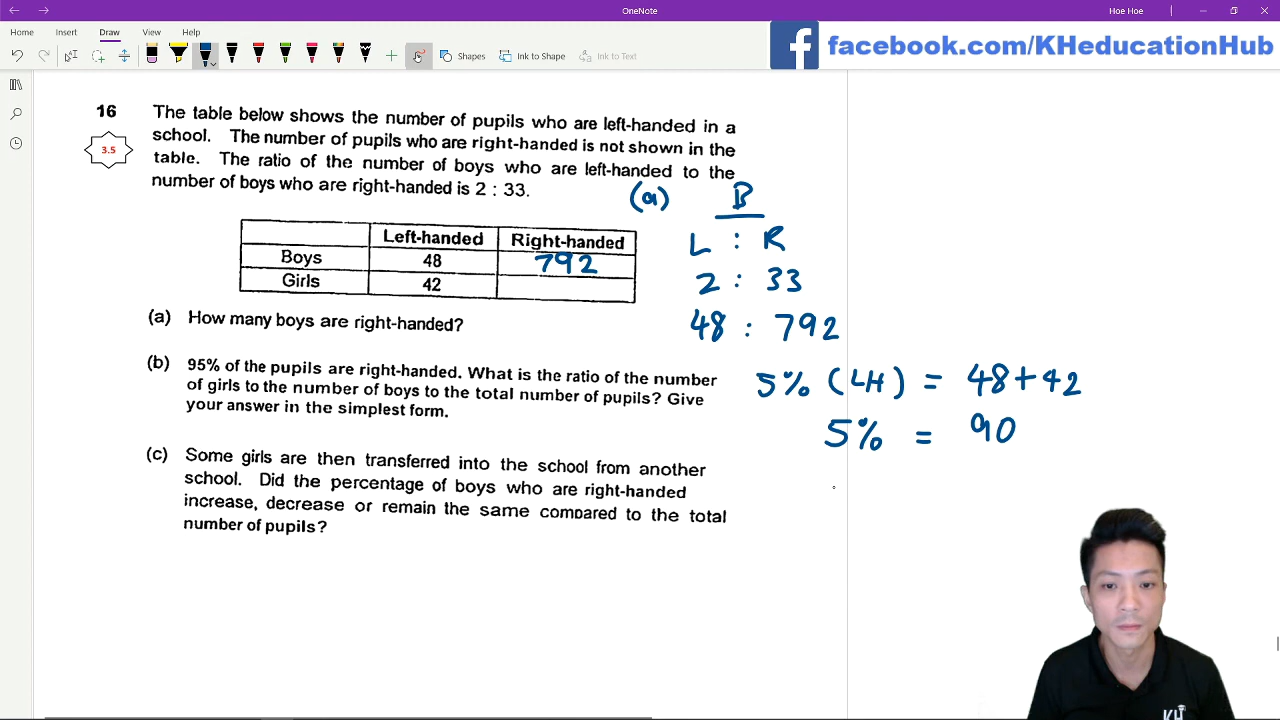 OneNote
Hoe Hoe
Home Insert Draw View Help
Shapes Ink to Shape Ink to Text
facebook.com/KHeducationHub
16 The table below shows the number of pupils who are left-handed in a
3.5 school. The number of pupils who are right-handed is not shown in the
table. The ratio of the number of boys who are left-handed to the
number of boys who are right-handed is 2 : 33.
(a) B
L : R
2 : 33
48 : 792
Left-handed Right-handed
Boys 48 792
Girls 42
(a) How many boys are right-handed?
(b) 95% of the pupils are right-handed. What is the ratio of the number
of girls to the number of boys to the total number of pupils? Give
your answer in the simplest form.
5% (LH) = 48+42
5% = 90
(c) Some girls are then transferred into the school from another
school. Did the percentage of boys who are right-handed
increase, decrease or remain the same compared to the total
number of pupils?
KH